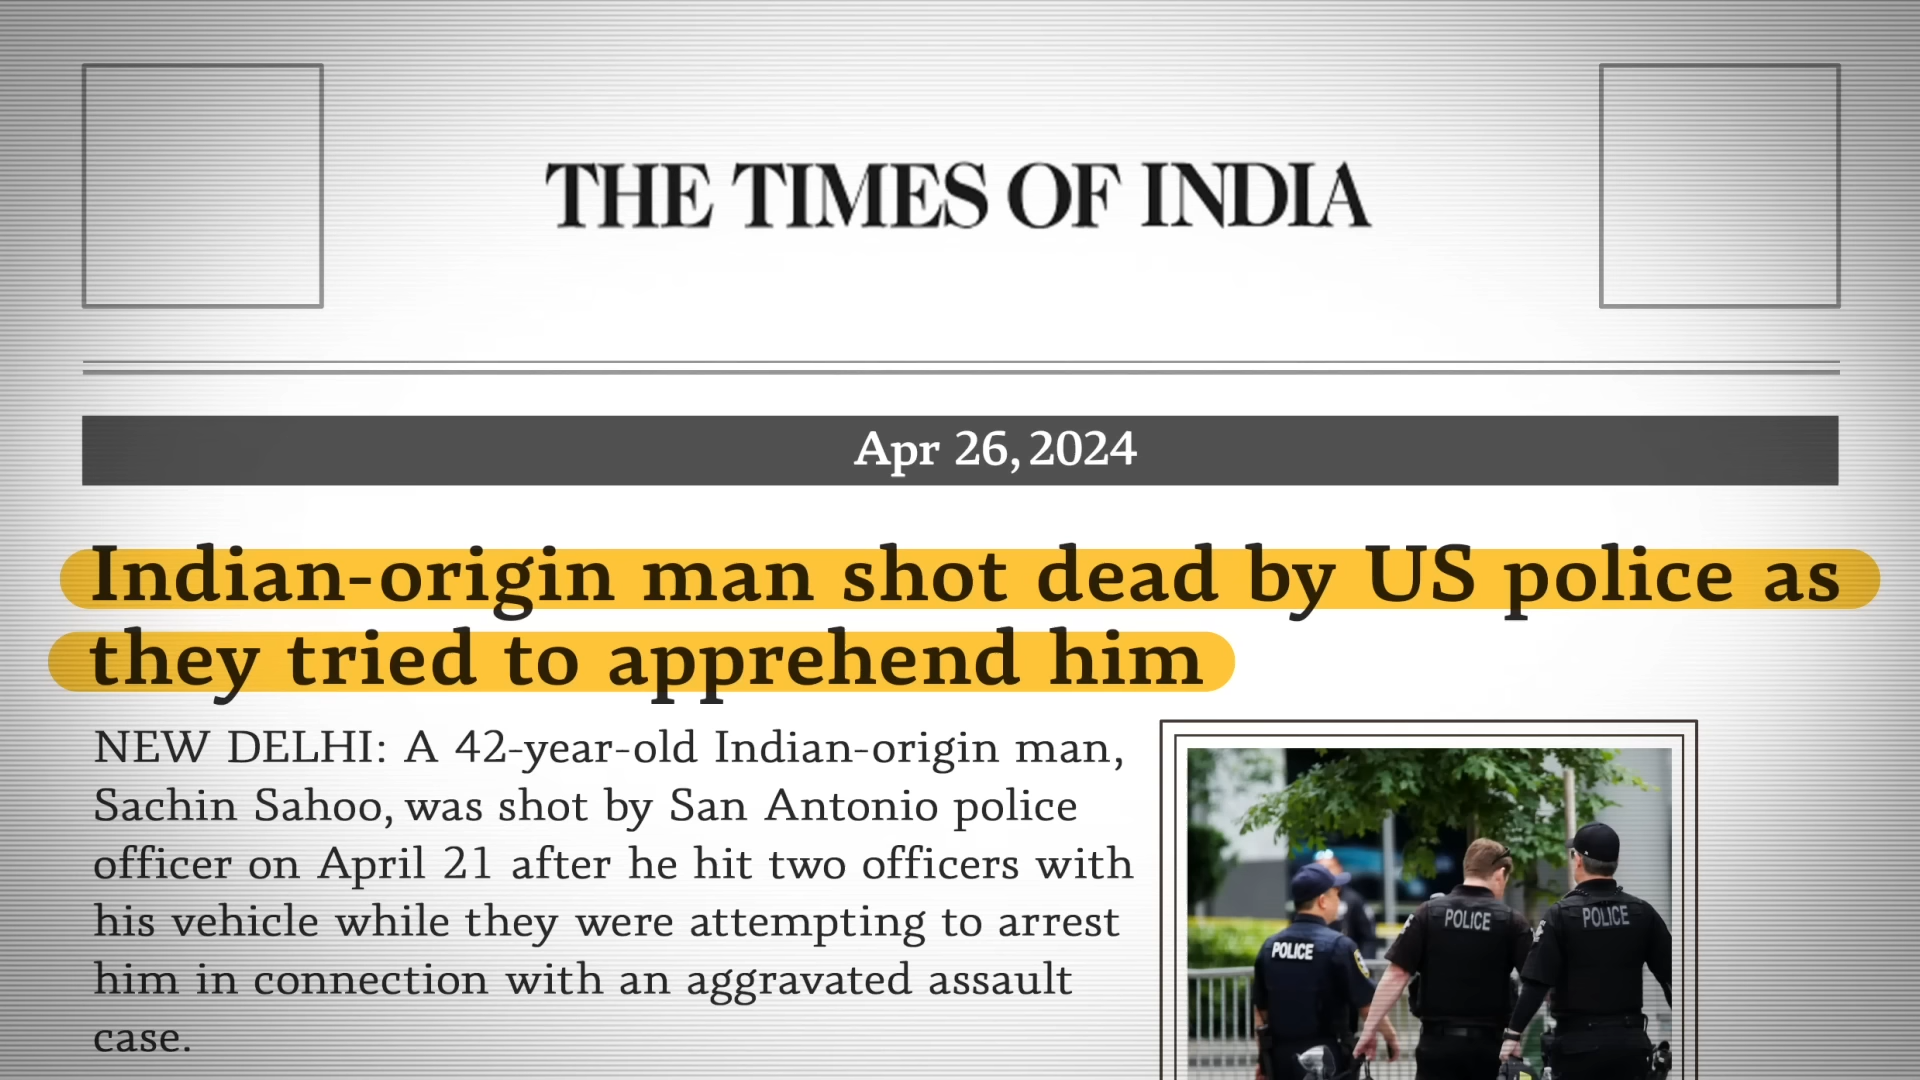 THE TIMES OF INDIA
Apr 26, 2024
Indian-origin man shot dead by US police as
they tried to apprehend him
NEW DELHI: A 42-year-old Indian-origin man,
Sachin Sahoo, was shot by San Antonio police
officer on April 21 after he hit two officers with
his vehicle while they were attempting to arrest
him in connection with an aggravated assault
case.
POLICE
POLICE
POLICE